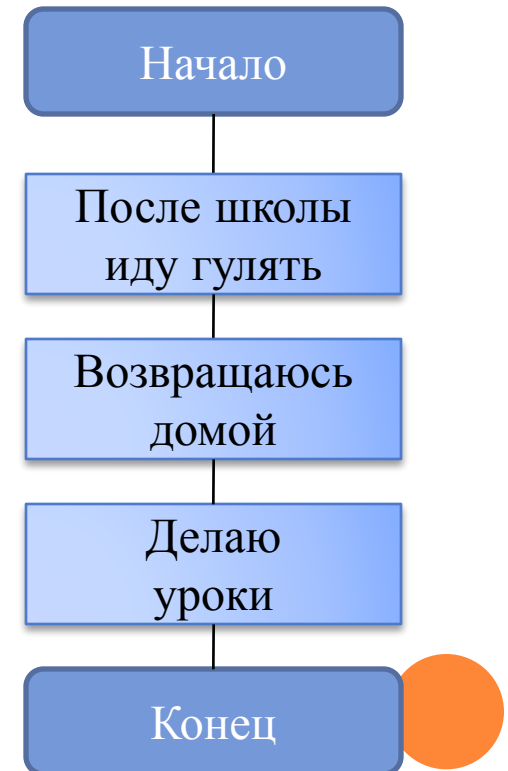 Начало
После школы
иду гулять
Возвращаюсь
домой
Делаю
уроки
Конец